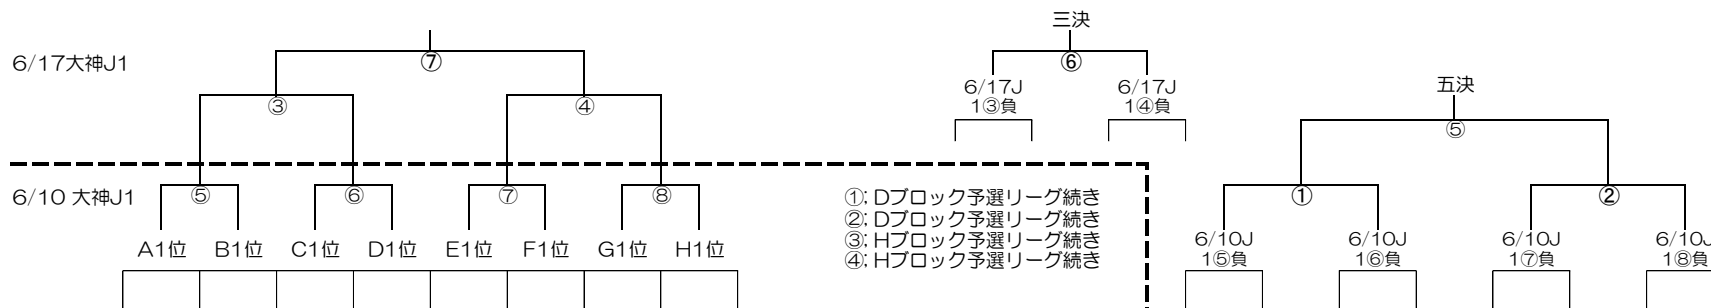 三決
6/17大神J1
⑦
⑥
6/17J
1③負
6/17J
1④負
五決
③
④
⑤
6/10 大神J1
⑤
⑥
⑦
⑧
①; Dブロック予選リーグ続き
②; Dブロック予選リーグ続き
③; Hブロック予選リーグ続き
④; Hブロック予選リーグ続き
①
②
A1位
B1位
C1位
D1位
E1位
F1位
G1位
H1位
6/10J
1⑤負
6/10J
1⑥負
6/10J
1⑦負
6/10J
1⑧負